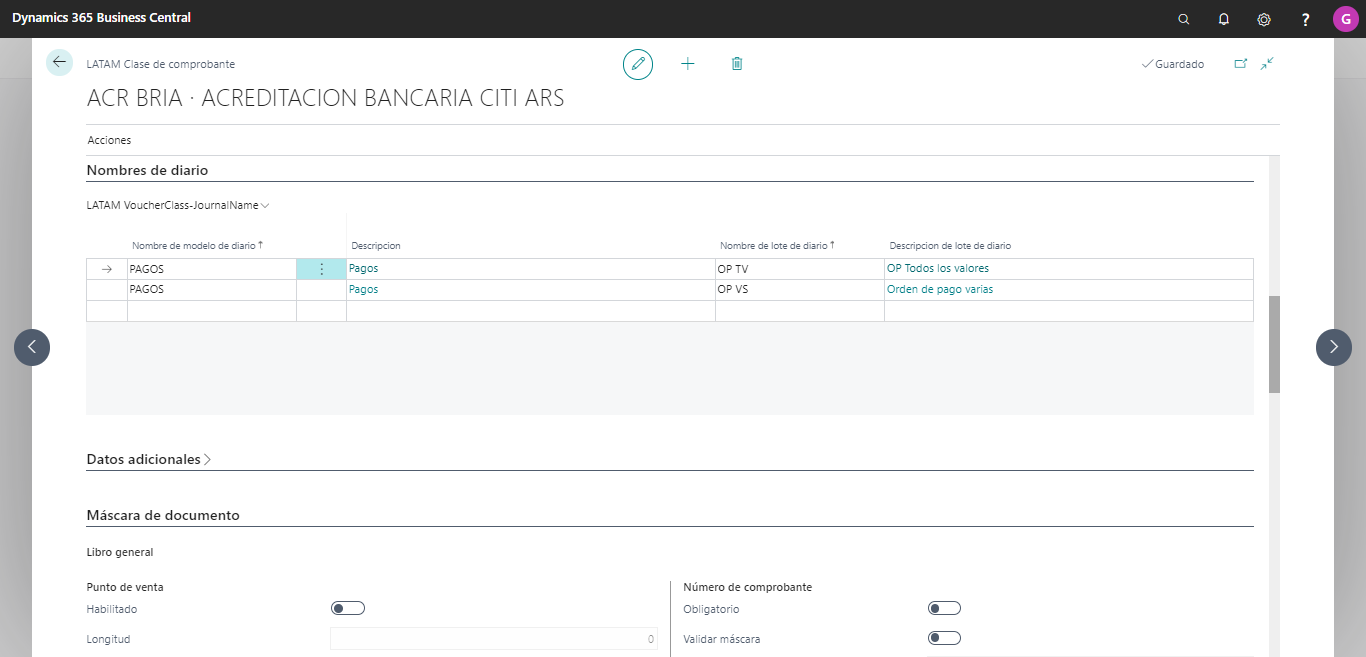 Dynamics 365 Business Central
?
G
LATAM Clase de comprobante
Guardado
ACR BRIA · ACREDITACION BANCARIA CITI ARS
Acciones
Nombres de diario
LATAM VoucherClass-JournalName
Nombre de modelo de diario ↑ Descripcion Nombre de lote de diario ↑ Descripcion de lote de diario
→ PAGOS ⋮ Pagos OP TV OP Todos los valores
PAGOS Pagos OP VS Orden de pago varias
Datos adicionales
Máscara de documento
Libro general
Punto de venta Número de comprobante
Habilitado Obligatorio
Longitud 0 Validar máscara